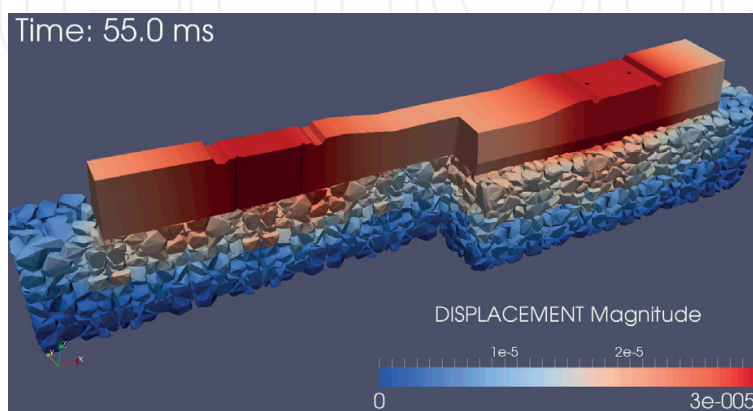 Time: 55.0 ms
DISPLACEMENT Magnitude
1e-5 2e-5
0 3e-005
Z
Y X